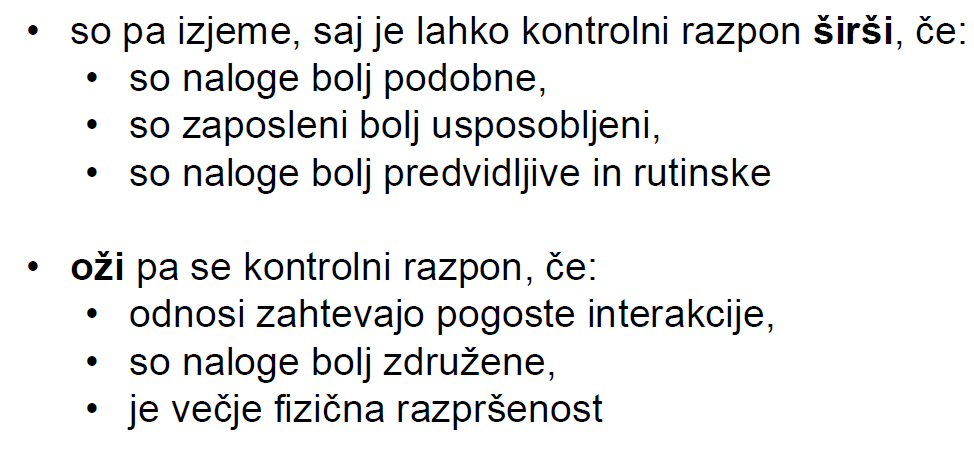 • so pa izjeme, saj je lahko kontrolni razpon širši, če:
• so naloge bolj podobne,
• so zaposleni bolj usposobljeni,
• so naloge bolj predvidljive in rutinske
• oži pa se kontrolni razpon, če:
• odnosi zahtevajo pogoste interakcije,
• so naloge bolj združene,
• je večje fizična razpršenost